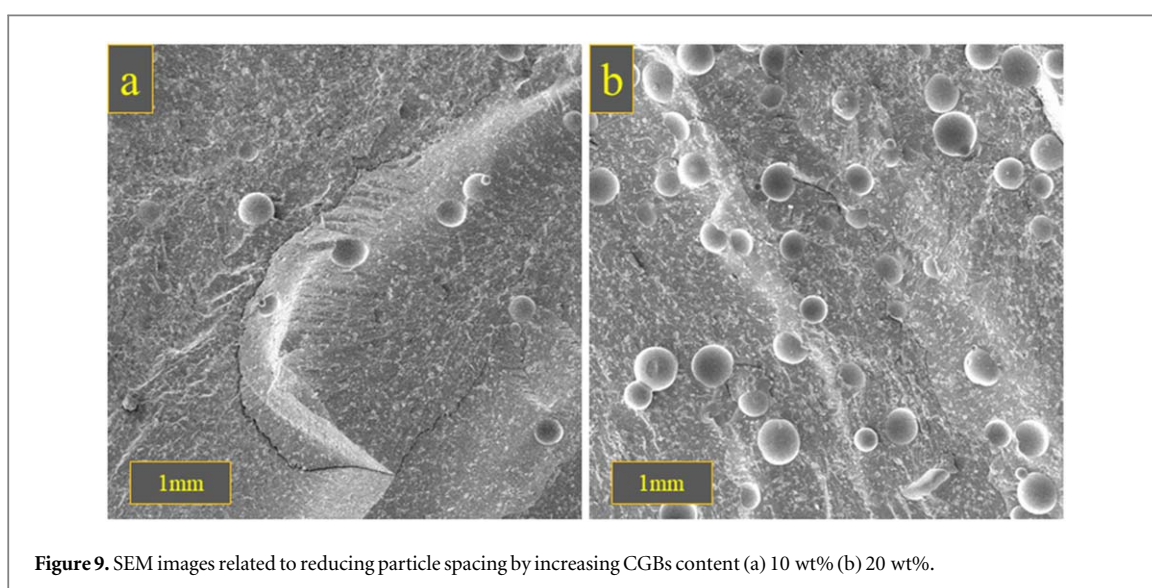 a
b
1mm
1mm
Figure 9. SEM images related to reducing particle spacing by increasing CGBs content (a) 10 wt% (b) 20 wt%.